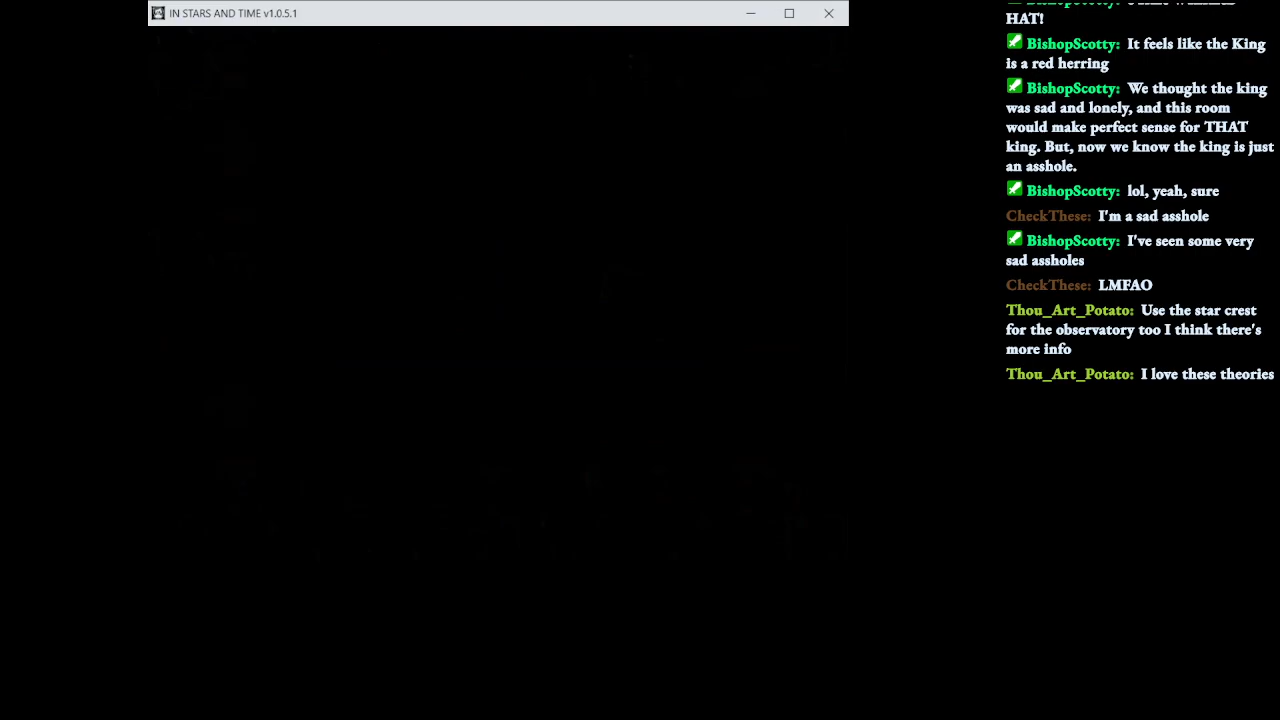 IN STARS AND TIME v1.0.5.1
HAT!
BishopScotty: It feels like the King
is a red herring
BishopScotty: We thought the king
was sad and lonely, and this room
would make perfect sense for THAT
king. But, now we know the king is just
an asshole.
BishopScotty: lol, yeah, sure
CheckThese: I'm a sad asshole
BishopScotty: I've seen some very
sad assholes
CheckThese: LMFAO
Thou_Art_Potato: Use the star crest
for the observatory too I think there's
more info
Thou_Art_Potato: I love these theories